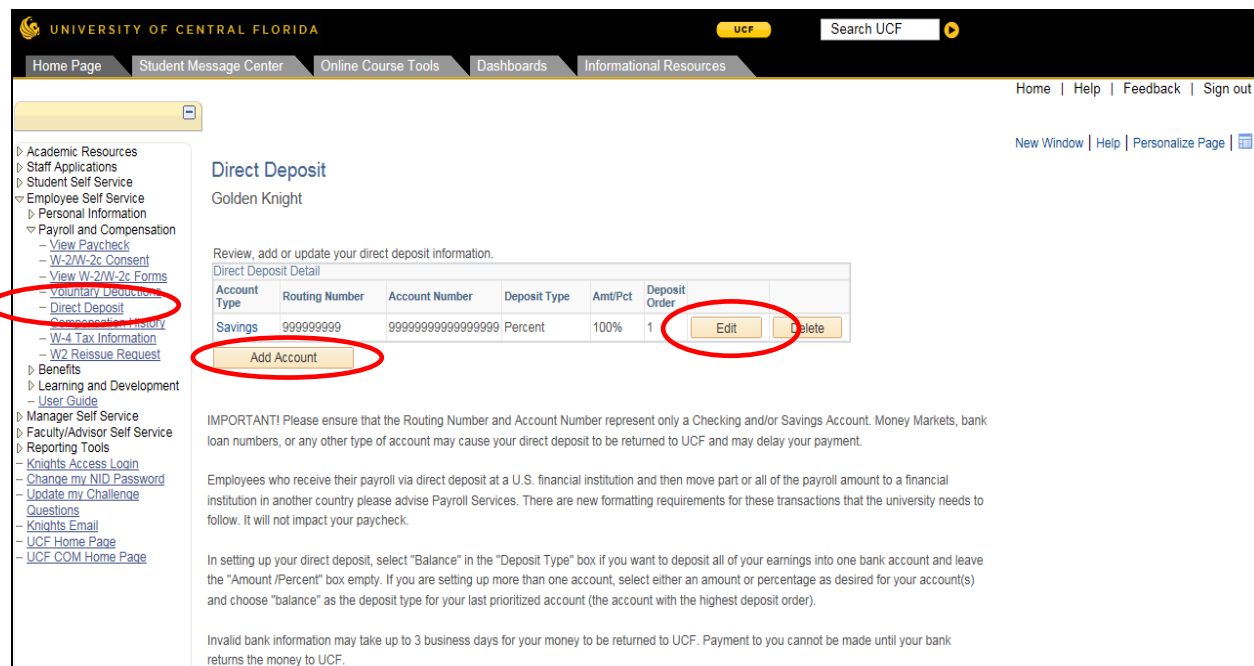 UNIVERSITY OF CENTRAL FLORIDA
UCF
Search UCF
Home Page Student Message Center Online Course Tools Dashboards Informational Resources
Home | Help | Feedback | Sign out
New Window | Help | Personalize Page |
Academic Resources
Staff Applications
Student Self Service
Employee Self Service
Personal Information
Payroll and Compensation
– View Paycheck
– W-2/W-2c Consent
– View W-2/W-2c Forms
– Voluntary Deductions
– Direct Deposit
– Compensation History
– W-4 Tax Information
– W2 Reissue Request
Benefits
Learning and Development
– User Guide
Manager Self Service
Faculty/Advisor Self Service
Reporting Tools
– Knights Access Login
– Change my NID Password
– Update my Challenge
Questions
– Knights Email
– UCF Home Page
– UCF COM Home Page
Direct Deposit
Golden Knight
Review, add or update your direct deposit information.
Direct Deposit Detail
Account Type Routing Number Account Number Deposit Type Amt/Pct Deposit Order
Savings 999999999 99999999999999999 Percent 100% 1 Edit Delete
Add Account
IMPORTANT! Please ensure that the Routing Number and Account Number represent only a Checking and/or Savings Account. Money Markets, bank
loan numbers, or any other type of account may cause your direct deposit to be returned to UCF and may delay your payment.
Employees who receive their payroll via direct deposit at a U.S. financial institution and then move part or all of the payroll amount to a financial
institution in another country please advise Payroll Services. There are new formatting requirements for these transactions that the university needs to
follow. It will not impact your paycheck.
In setting up your direct deposit, select "Balance" in the "Deposit Type" box if you want to deposit all of your earnings into one bank account and leave
the "Amount /Percent" box empty. If you are setting up more than one account, select either an amount or percentage as desired for your account(s)
and choose "balance" as the deposit type for your last prioritized account (the account with the highest deposit order).
Invalid bank information may take up to 3 business days for your money to be returned to UCF. Payment to you cannot be made until your bank
returns the money to UCF.